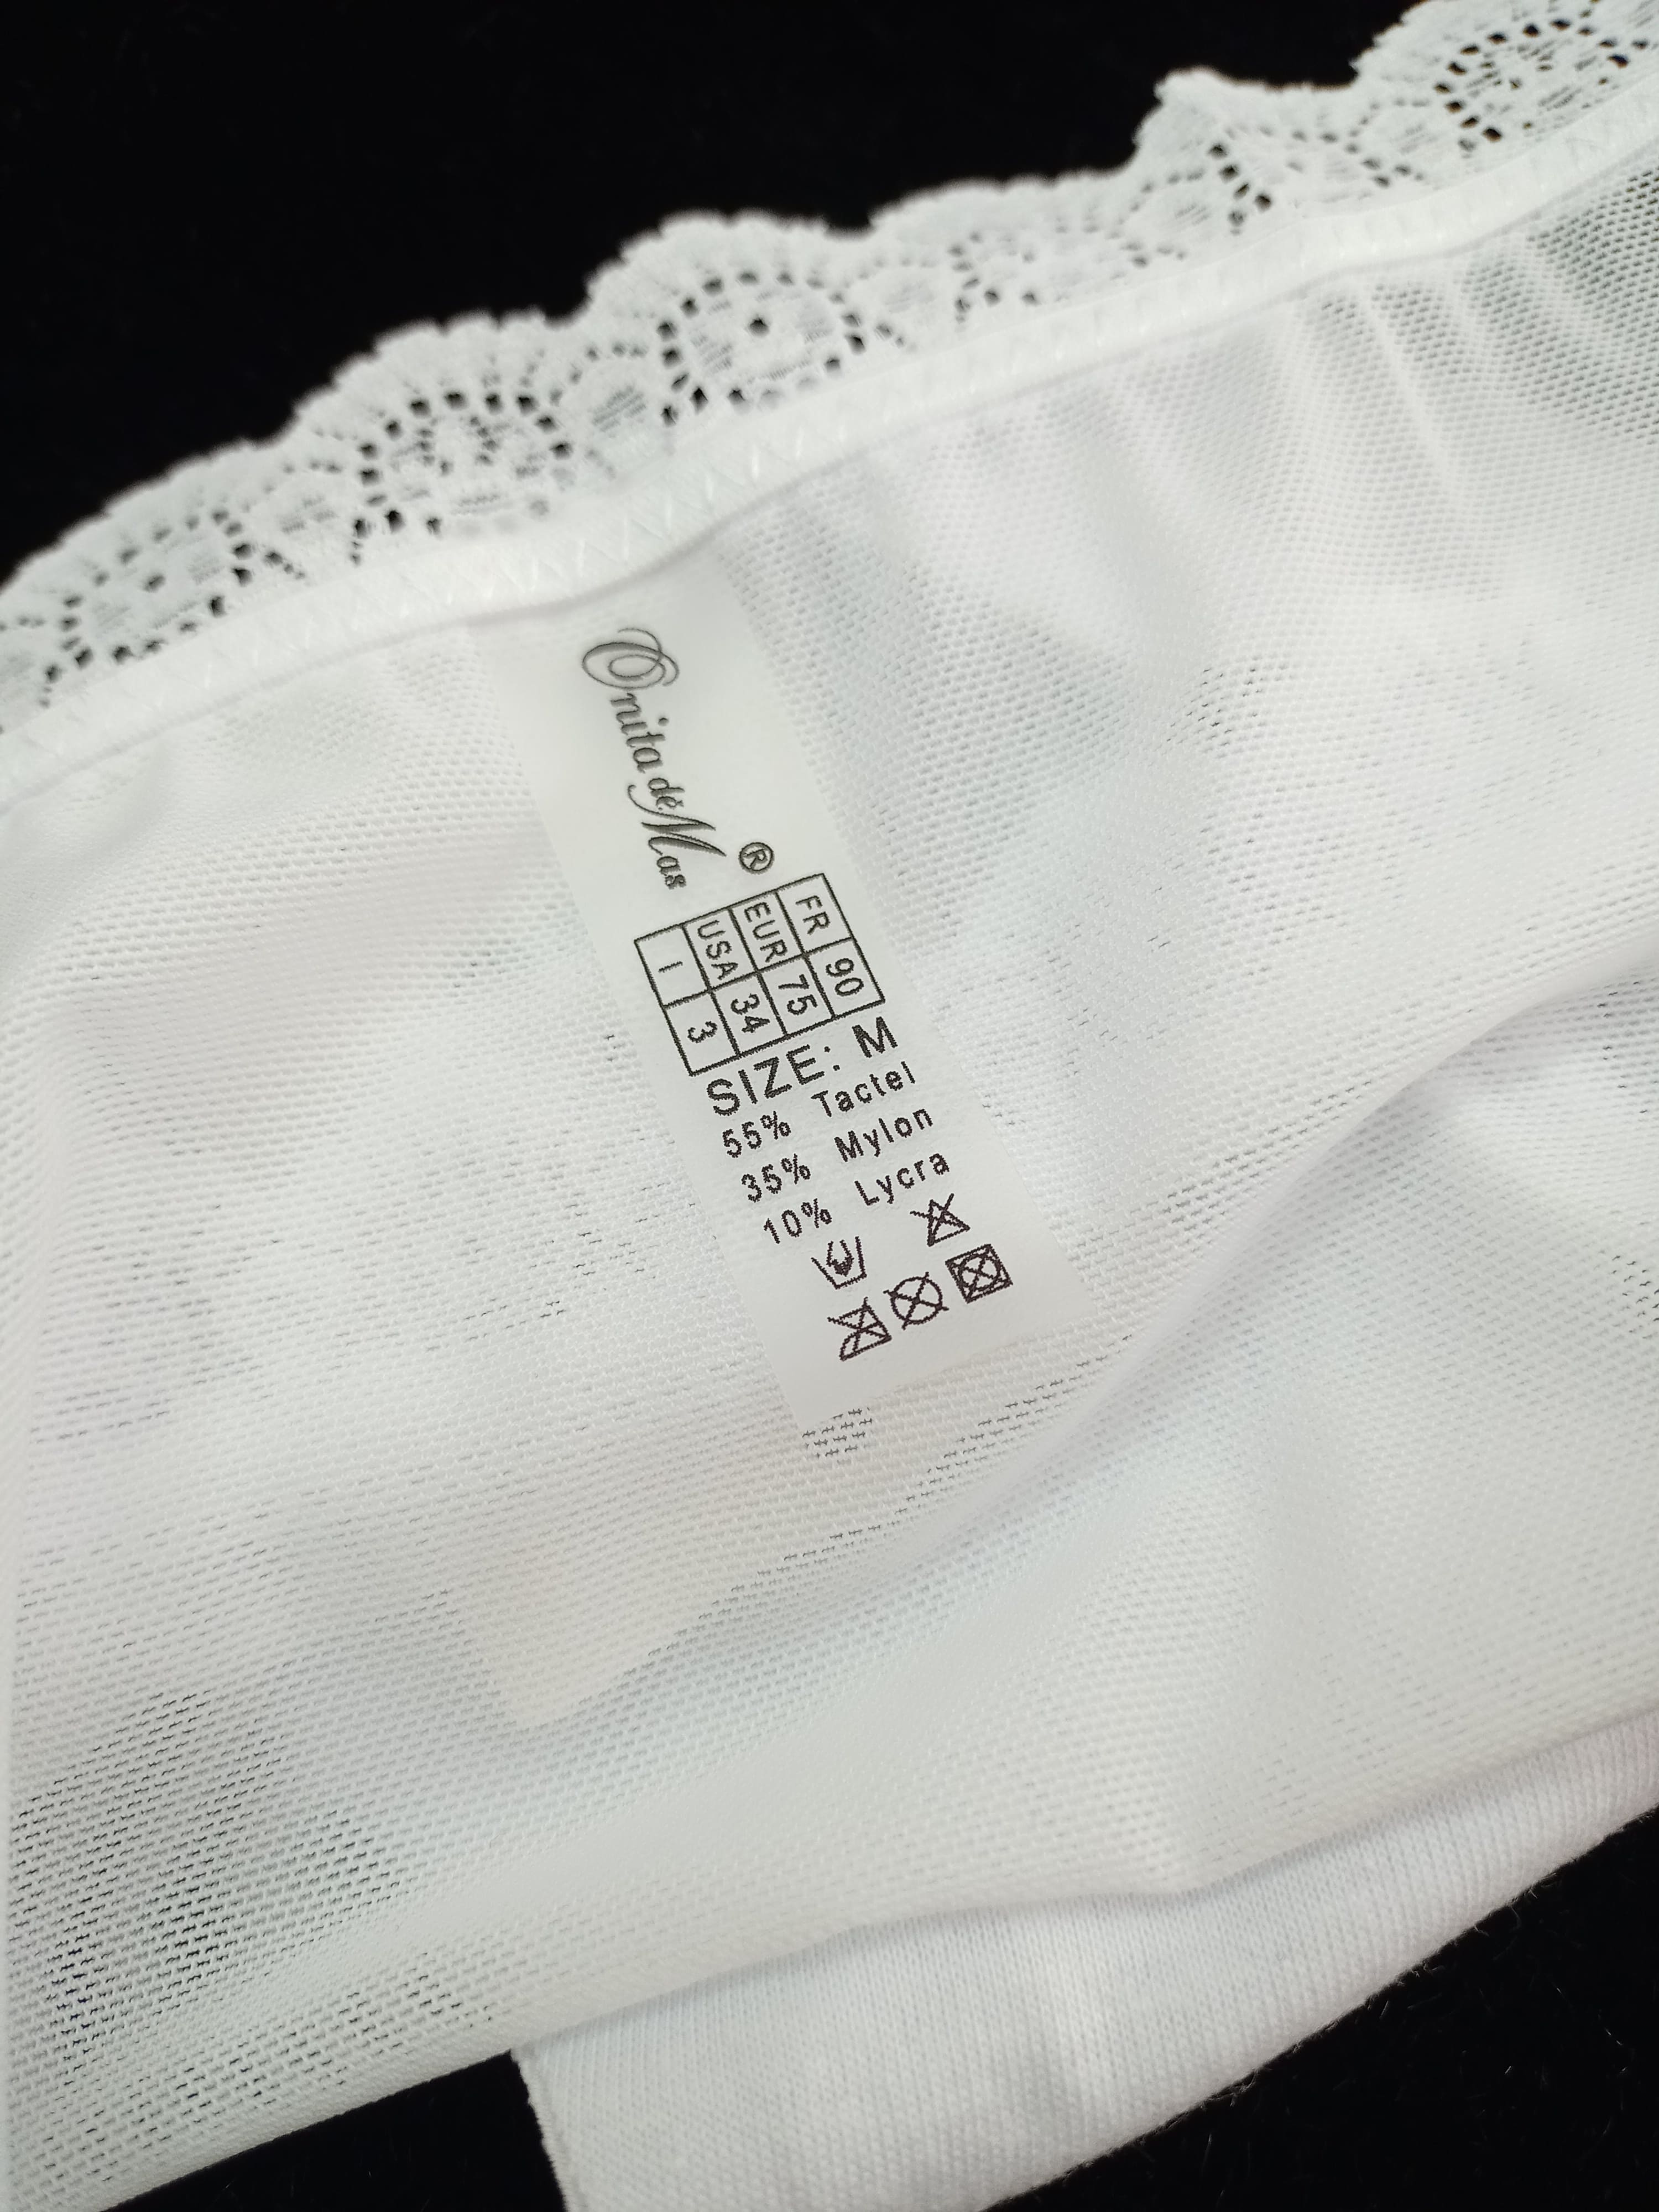 Onita de Mas ®
FR 90
EUR 75
USA 34
I 3
SIZE: M
55% Tactel
35% Mylon
10% Lycra